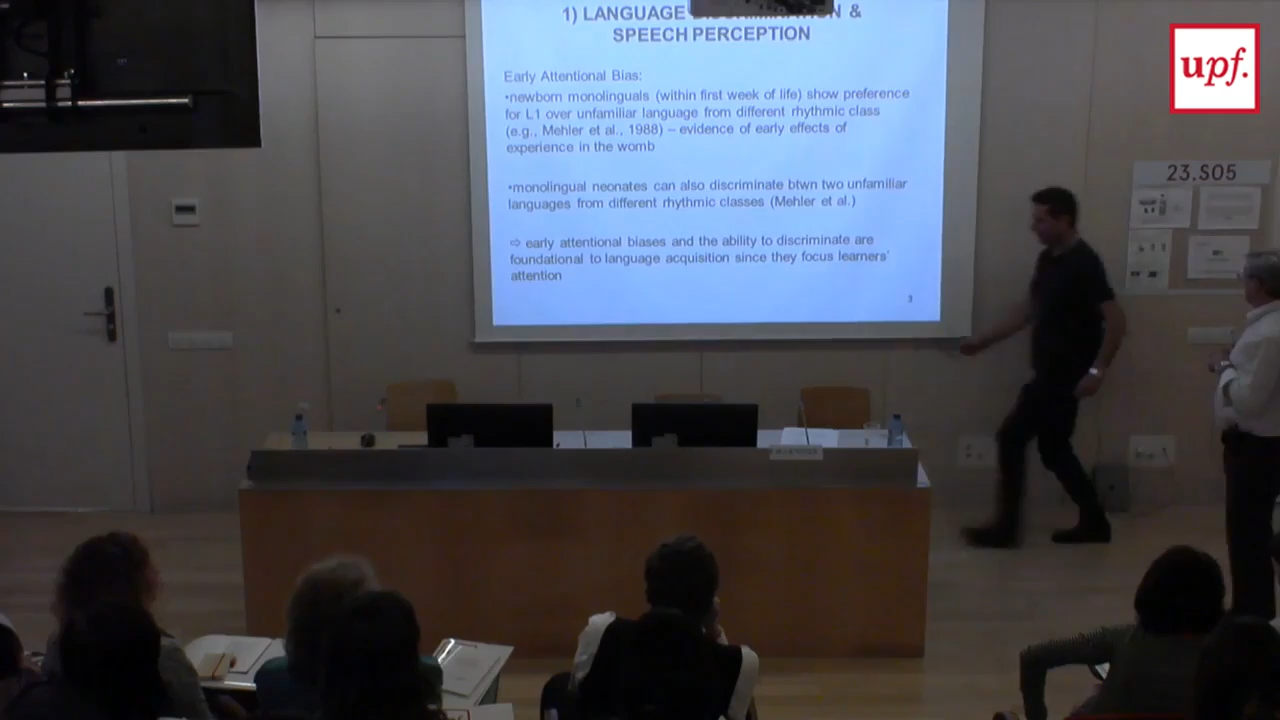 1) LANGUAGE &
SPEECH PERCEPTION
Early Attentional Bias:
•newborn monolinguals (within first week of life) show preference
for L1 over unfamiliar language from different rhythmic class
(e.g., Mehler et al., 1988) – evidence of early effects of
experience in the womb
•monolingual neonates can also discriminate btwn two unfamiliar
languages from different rhythmic classes (Mehler et al.)
⇨ early attentional biases and the ability to discriminate are
foundational to language acquisition since they focus learners'
attention
3
upf.
23.S05